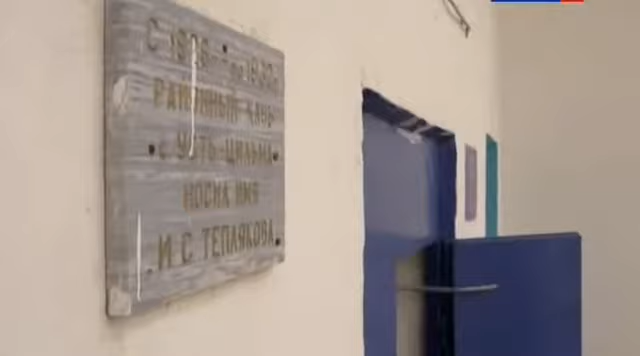 РАЙОННЫЙ КЛУБ
с. УСТЬ-ЦИЛЬМА
НОСИЛ ИМЯ
И. С. ТЕПЛЯКОВА